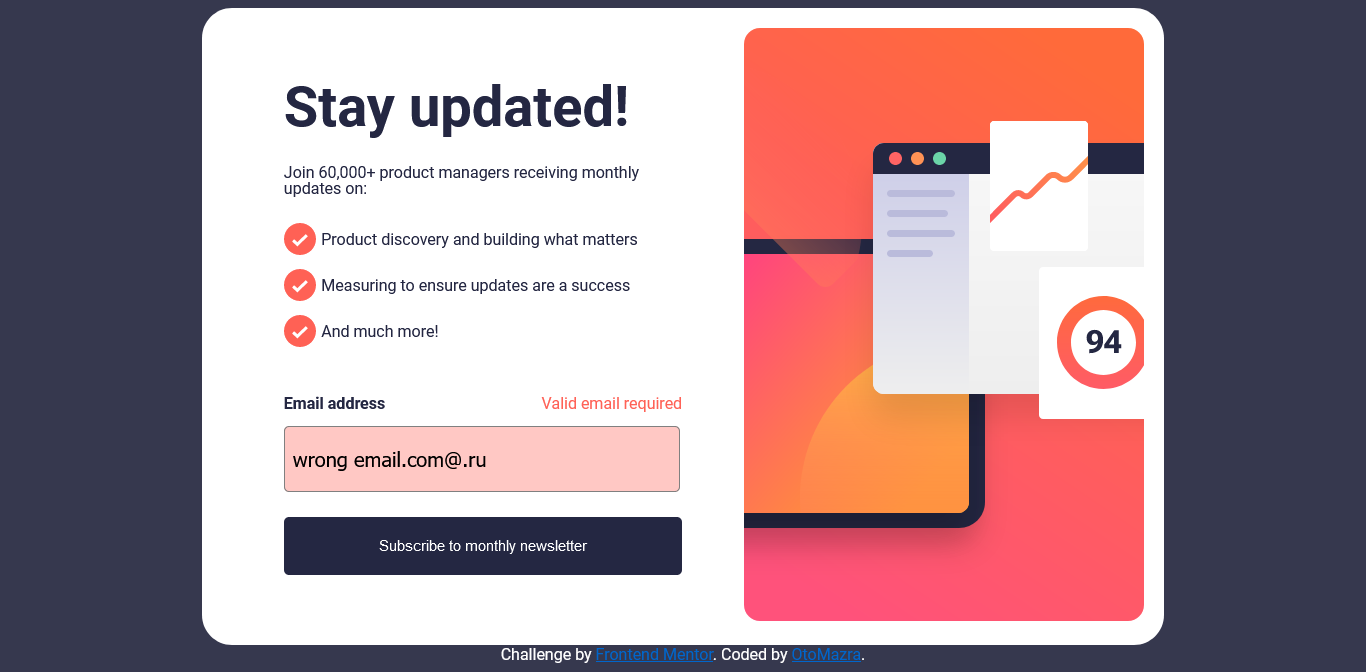 Stay updated!
Join 60,000+ product managers receiving monthly
updates on:
Product discovery and building what matters
Measuring to ensure updates are a success
And much more!
Email address
Valid email required
wrong email.com@.ru
Subscribe to monthly newsletter
94
Challenge by Frontend Mentor. Coded by OtoMazra.